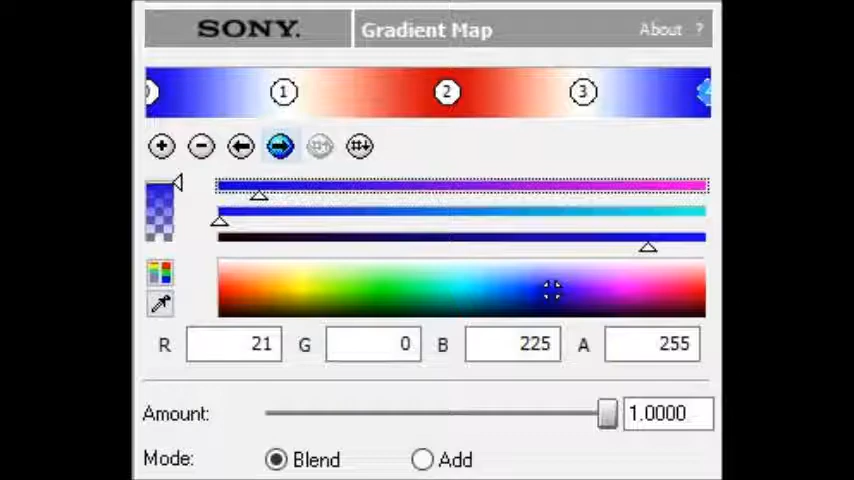 SONY. Gradient Map About ?
1 2 3
R 21 G 0 B 225 A 255
Amount: 1.0000
Mode: Blend Add